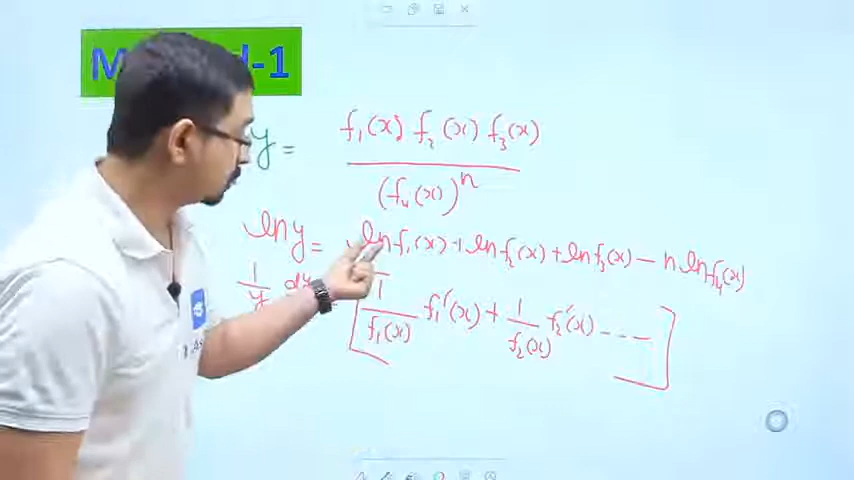 -1
y = f₁(x) f₂(x) f₃(x) / (f₄(x))ⁿ
ln y = ln f₁(x) + ln f₂(x) + ln f₃(x) − n ln f₄(x)
1/y dy [1/f₁(x) f₁′(x) + 1/f₂(x) f₂′(x) ----]